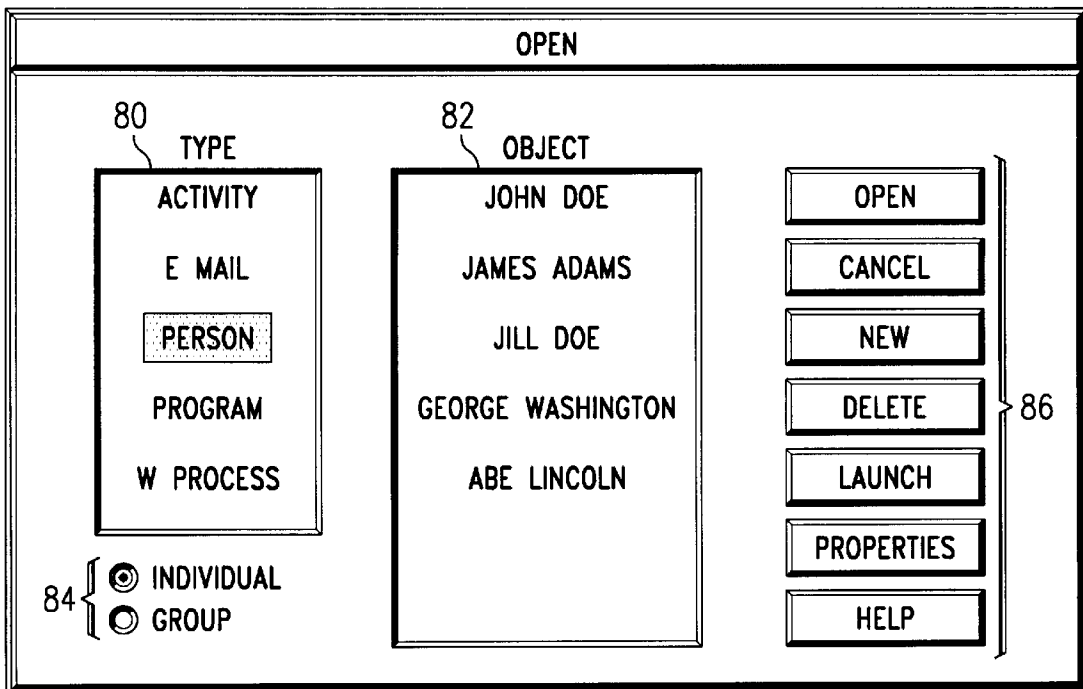 OPEN
80
TYPE
ACTIVITY
E MAIL
PERSON
PROGRAM
W PROCESS
84
INDIVIDUAL
GROUP
82
OBJECT
JOHN DOE
JAMES ADAMS
JILL DOE
GEORGE WASHINGTON
ABE LINCOLN
OPEN
CANCEL
NEW
DELETE
LAUNCH
PROPERTIES
HELP
86